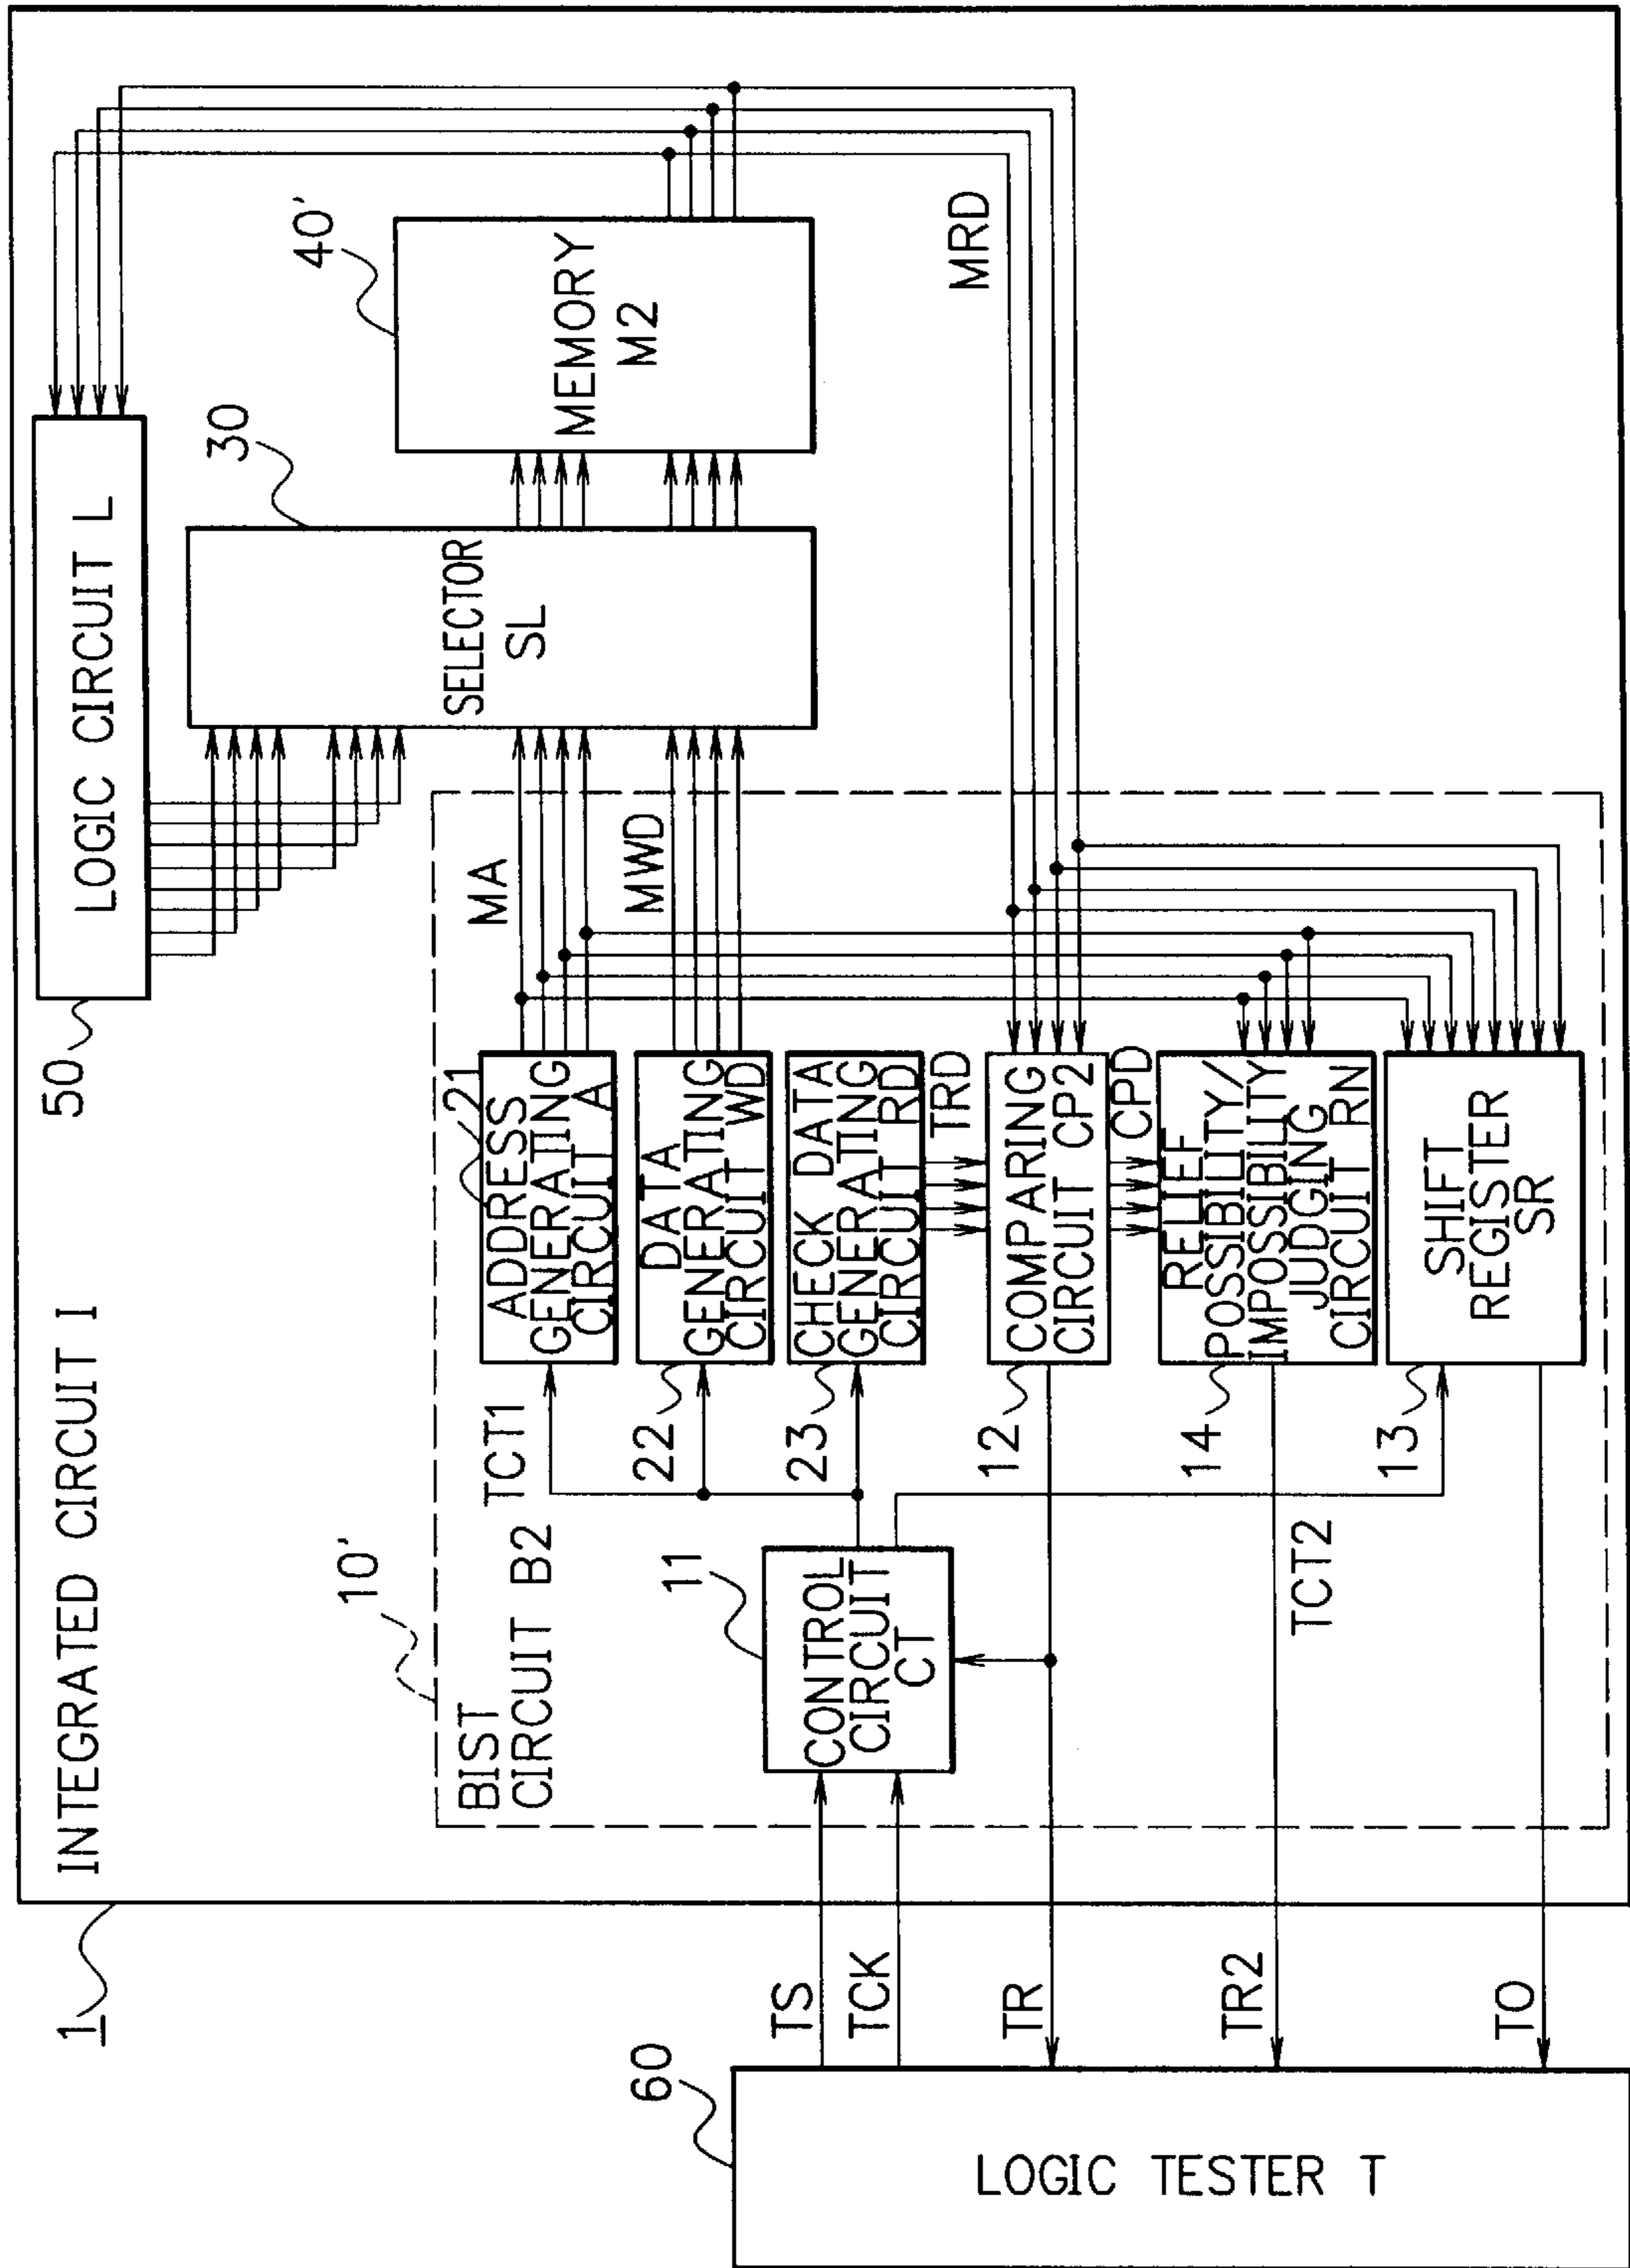 INTEGRATED CIRCUIT I
1
10'
BIST
CIRCUIT B2
50
LOGIC CIRCUIT L
30
SELECTOR
SL
40'
MEMORY
M2
MRD
MA
MWD
21
ADDRESS
GENERATING
CIRCUIT A
TCT1
22
DATA
GENERATING
CIRCUIT WD
23
CHECK DATA
GENERATING
CIRCUIT RD
TRD
12
COMPARING
CIRCUIT CP2
CPD
14
RELIEF
POSSIBILITY/
IMPOSSIBILITY
JUDGING
CIRCUIT RN
13
SHIFT
REGISTER
SR
11
CONTROL
CIRCUIT
CT
TCT2
TS
TCK
TR
TR2
TO
60
LOGIC TESTER T